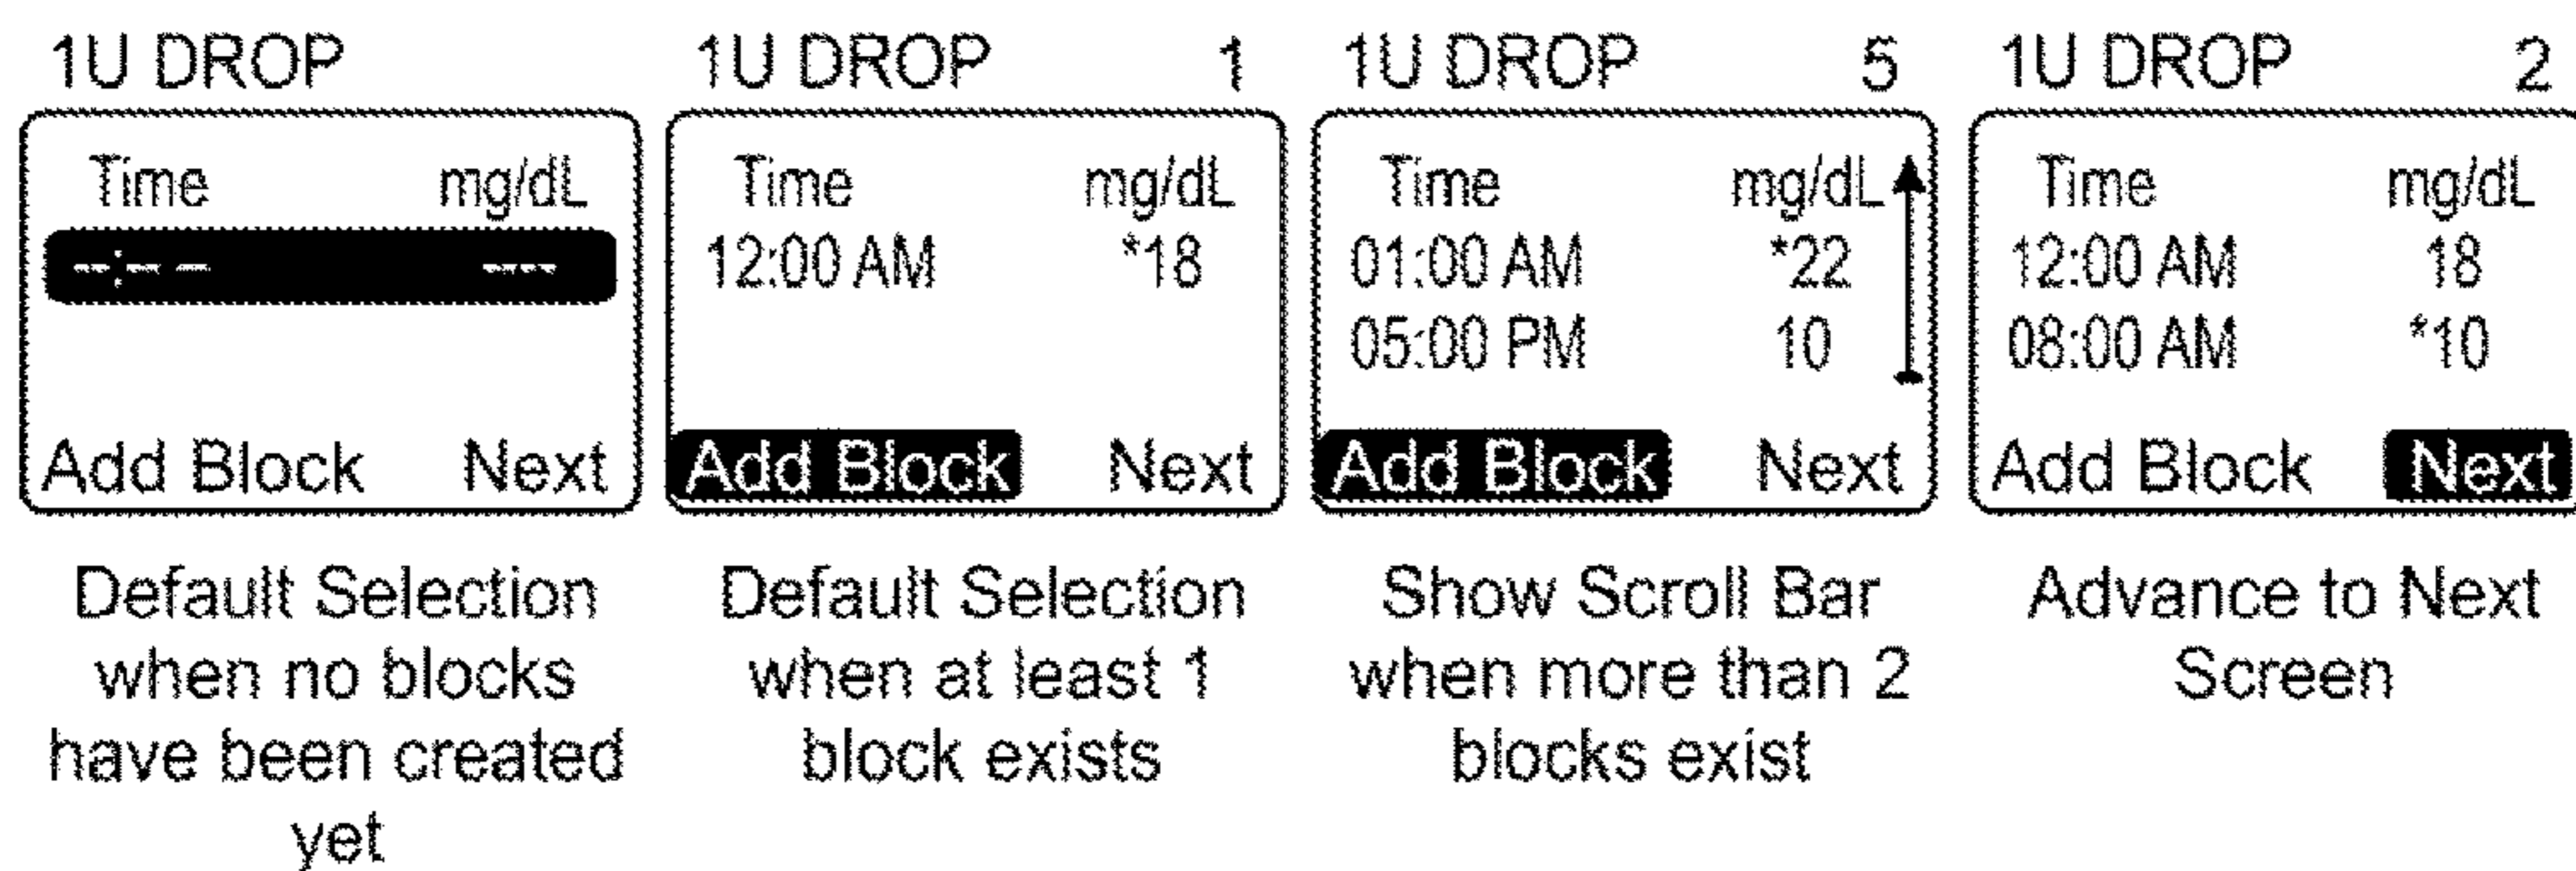 1U DROP
Time mg/dL
--:-- - ---
Add Block Next
Default Selection
when no blocks
have been created
yet
1U DROP 1
Time mg/dL
12:00 AM *18
Add Block Next
Default Selection
when at least 1
block exists
1U DROP 5
Time mg/dL
01:00 AM *22
05:00 PM 10
Add Block Next
Show Scroll Bar
when more than 2
blocks exist
1U DROP 2
Time mg/dL
12:00 AM 18
08:00 AM *10
Add Block Next
Advance to Next
Screen